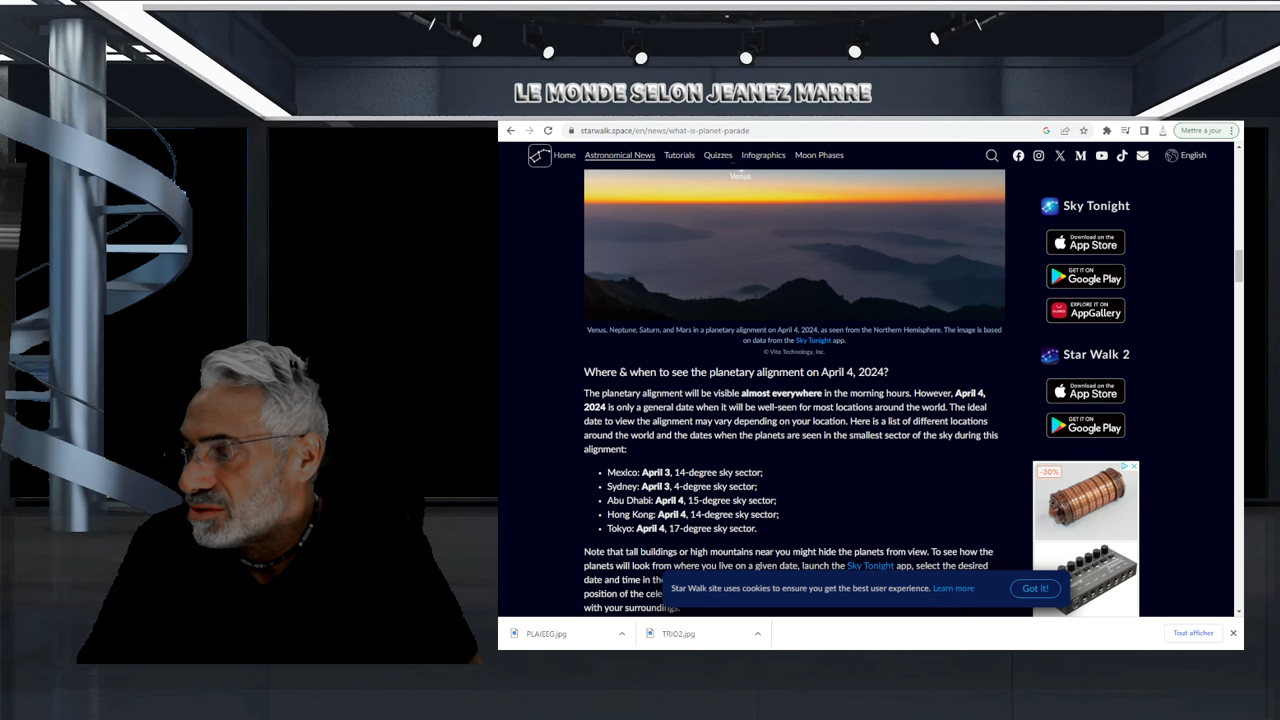 LE MONDE SELON JEANEZ MARRE
starwalk.space/en/news/what-is-planet-parade
Mettre à jour
Home Astronomical News Tutorials Quizzes Infographics Moon Phases English
Venus
Venus, Neptune, Saturn, and Mars in a planetary alignment on April 4, 2024, as seen from the Northern Hemisphere. The image is based
on data from the Sky Tonight app.
© Vito Technology, Inc.
Where & when to see the planetary alignment on April 4, 2024?
The planetary alignment will be visible almost everywhere in the morning hours. However, April 4,
2024 is only a general date when it will be well-seen for most locations around the world. The ideal
date to view the alignment may vary depending on your location. Here is a list of different locations
around the world and the dates when the planets are seen in the smallest sector of the sky during this
alignment:
• Mexico: April 3, 14-degree sky sector;
• Sydney: April 3, 4-degree sky sector;
• Abu Dhabi: April 4, 15-degree sky sector;
• Hong Kong: April 4, 14-degree sky sector;
• Tokyo: April 4, 17-degree sky sector.
Note that tall buildings or high mountains near you might hide the planets from view. To see how the
planets will look from where you live on a given date, launch the Sky Tonight app, select the desired
date and time in the
position of the cele
with your surroundings.
Star Walk site uses cookies to ensure you get the best user experience. Learn more
Got it!
Sky Tonight
Download on the
App Store
GET IT ON
Google Play
EXPLORE IT ON
AppGallery
Star Walk 2
Download on the
App Store
GET IT ON
Google Play
-30%
PLAIEEG.jpg
TRIO2.jpg
Tout afficher